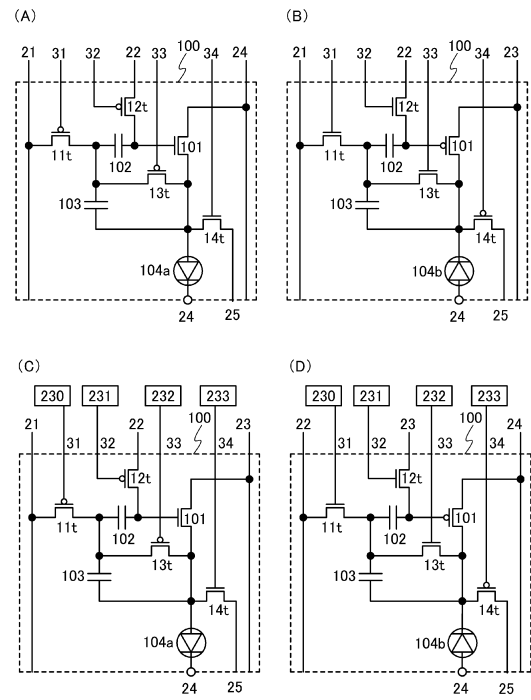 (A)
21 31 32 22 33 100 34 24
12t
11t 102 101
13t
103
14t
104a
24 25
(B)
21 31 32 22 33 100 34 23
12t
11t 102 101
13t
103
14t
104b
24 25
(C)
230 231 232 233
21 31 32 22 33 100 34 23
12t
11t 102 101
13t
103
14t
104a
24 25
(D)
230 231 232 233
22 31 32 23 33 100 34 24
12t
11t 102 101
13t
103
14t
104b
24 25